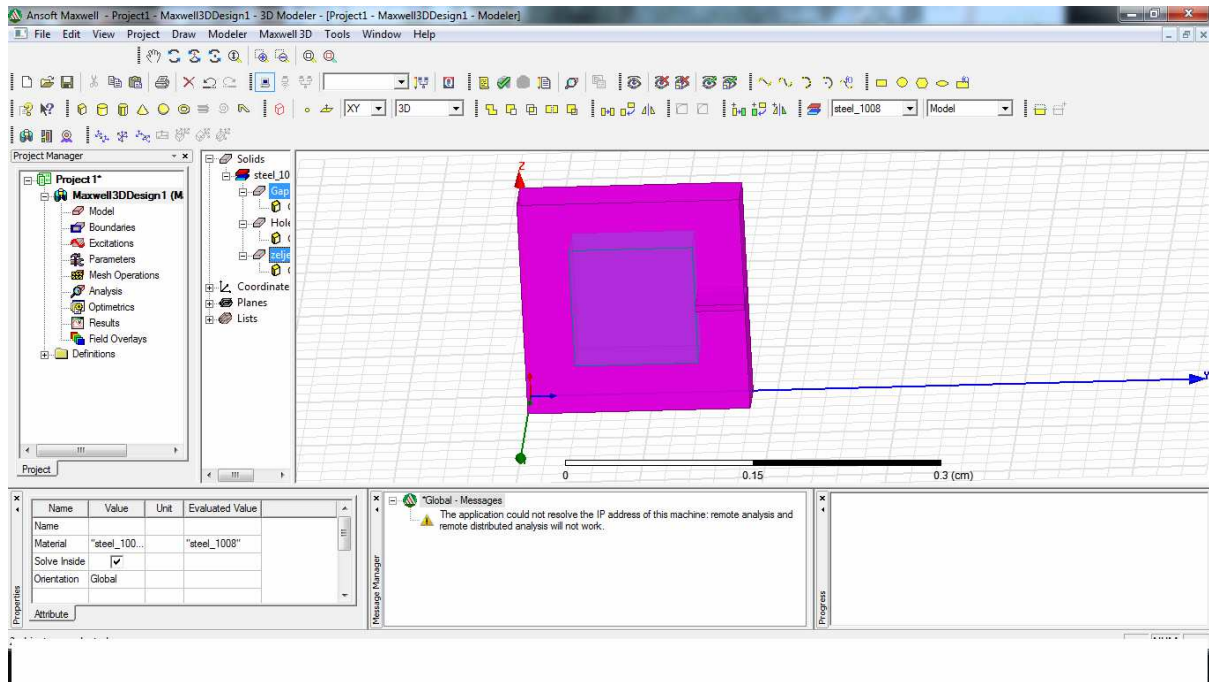 Ansoft Maxwell - Project1 - Maxwell3DDesign1 - 3D Modeler - [Project1 - Maxwell3DDesign1 - Modeler]
File Edit View Project Draw Modeler Maxwell 3D Tools Window Help
XY 3D steel_1008 Model
Project Manager
Project1*
Maxwell3DDesign1 (M
Model
Boundaries
Excitations
Parameters
Mesh Operations
Analysis
Optimetrics
Results
Field Overlays
Definitions
Project
Solids
steel_10
Gap
Hole
zelje
Coordinate
Planes
Lists
Z
Y
0 0.15 0.3 (cm)
Name Value Unit Evaluated Value
Name
Material "steel_100... "steel_1008"
Solve Inside
Orientation Global
Attribute
Properties
*Global - Messages
The application could not resolve the IP address of this machine: remote analysis and
remote distributed analysis will not work.
Message Manager
Progress